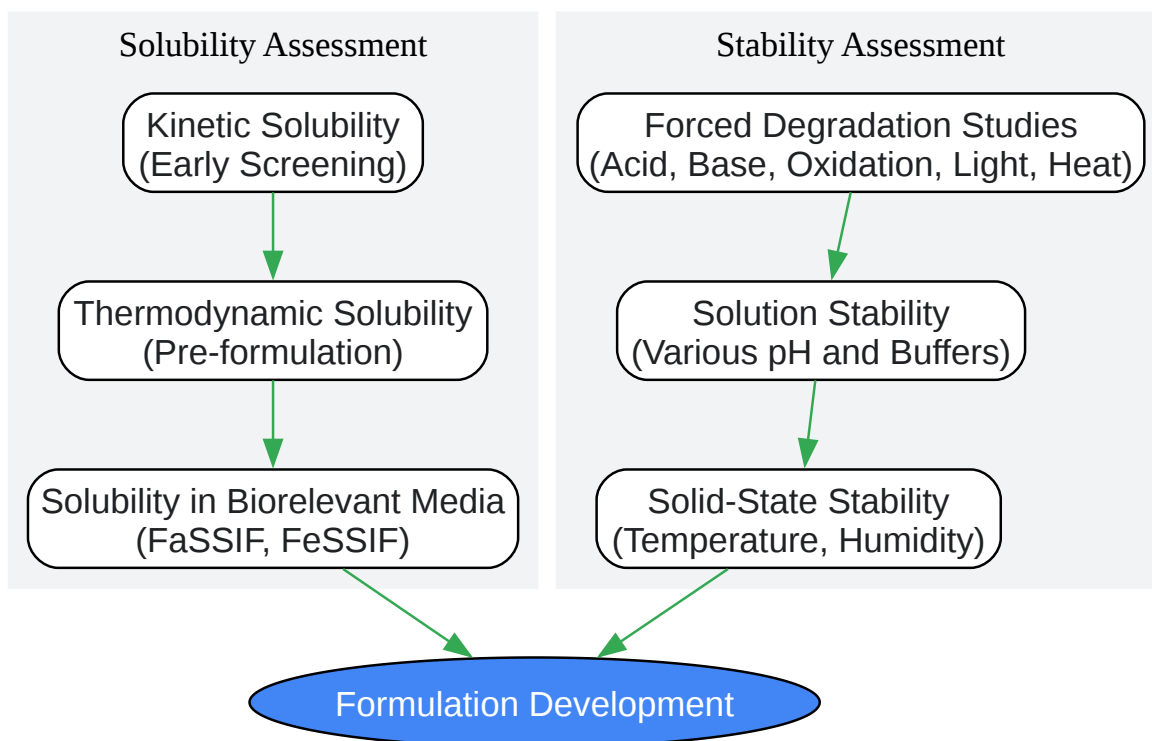 Solubility Assessment
Kinetic Solubility
(Early Screening)
Thermodynamic Solubility
(Pre-formulation)
Solubility in Biorelevant Media
(FaSSIF, FeSSIF)
Stability Assessment
Forced Degradation Studies
(Acid, Base, Oxidation, Light, Heat)
Solution Stability
(Various pH and Buffers)
Solid-State Stability
(Temperature, Humidity)
Formulation Development